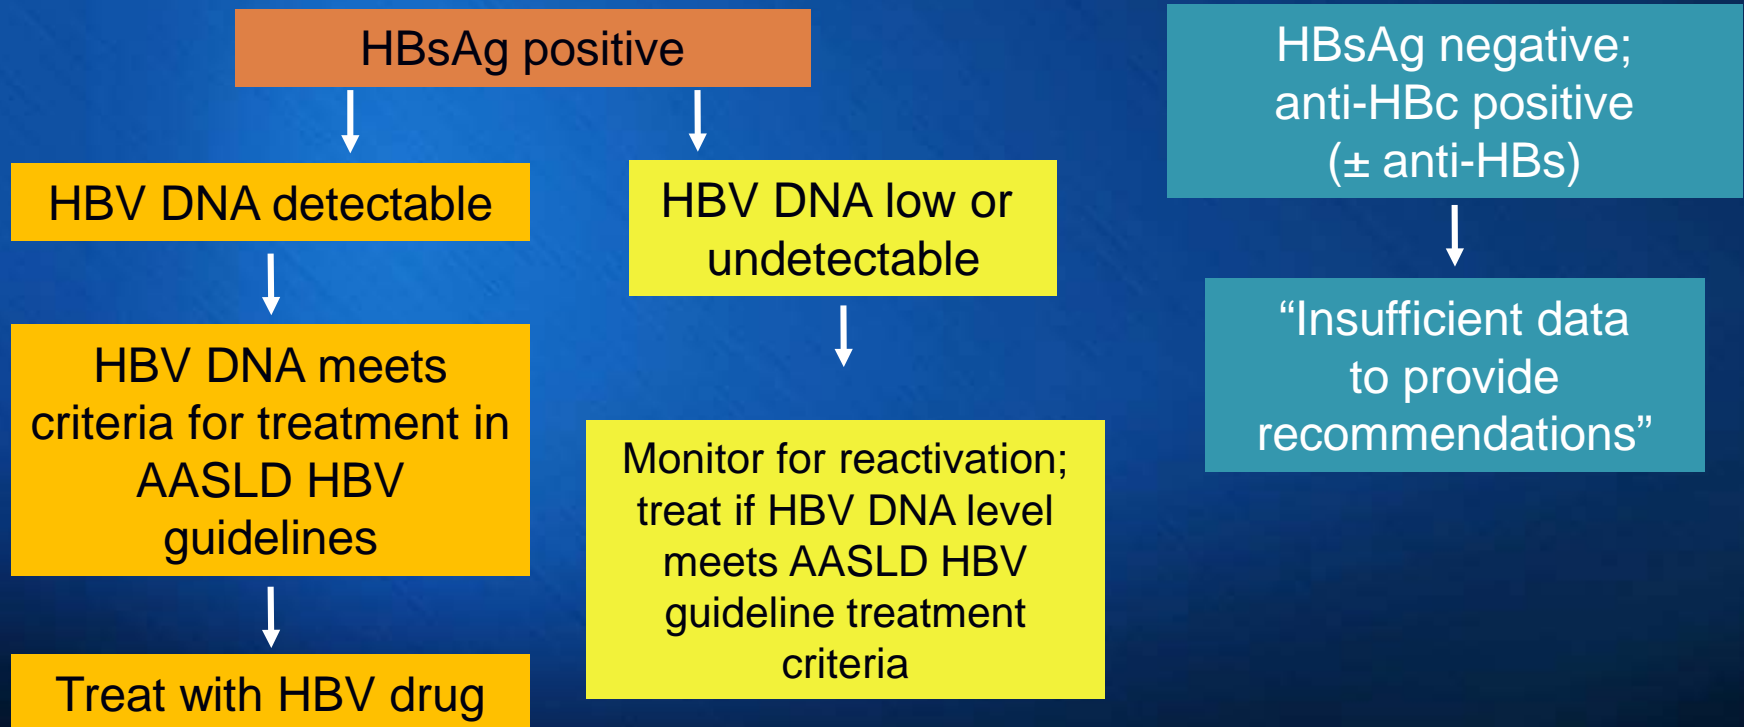 HBsAg positive
HBV DNA detectable
HBV DNA meets
criteria for treatment in
AASLD HBV
guidelines
Treat with HBV drug
HBV DNA low or
undetectable
Monitor for reactivation;
treat if HBV DNA level
meets AASLD HBV
guideline treatment
criteria
HBsAg negative;
anti-HBc positive
(± anti-HBs)
“Insufficient data
to provide
recommendations”